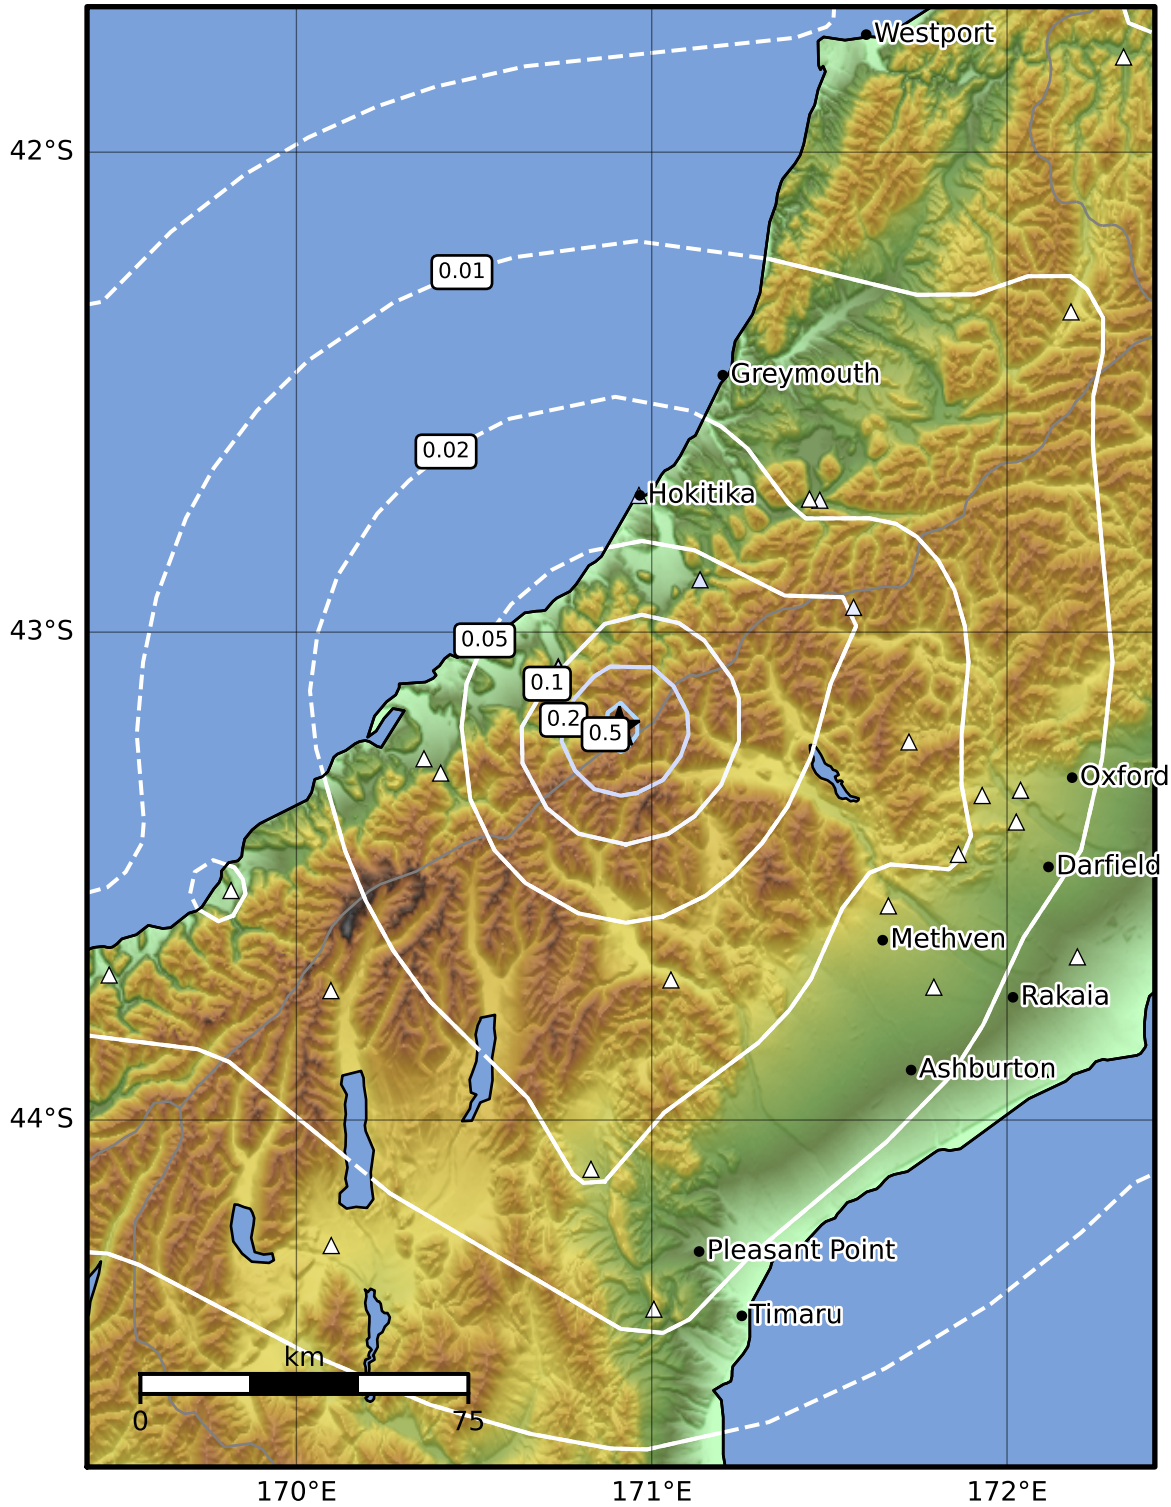 Westport
42°S
0.01
Greymouth
0.02
Hokitika
43°S
0.05
0.1
0.2
0.5
Oxford
Darfield
Methven
Rakaia
Ashburton
44°S
Pleasant Point
Timaru
km
0 75
170°E 171°E 172°E